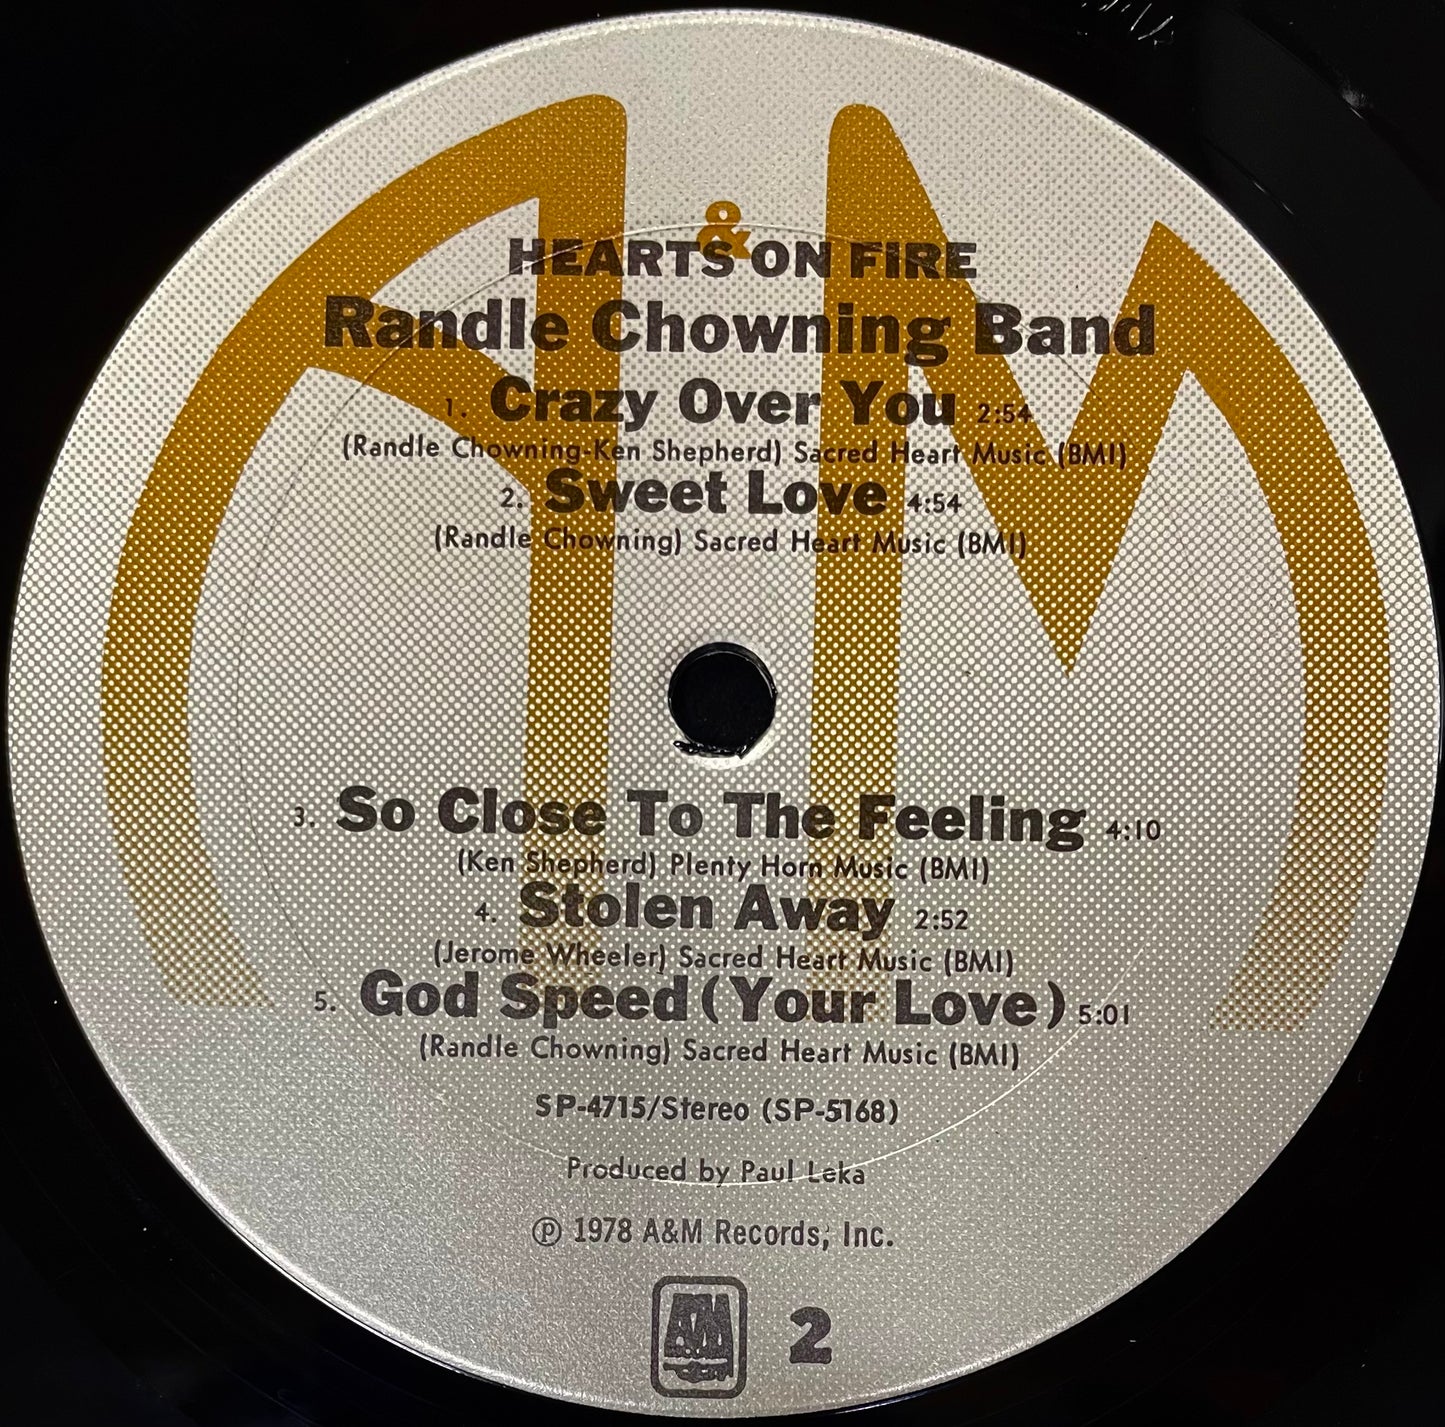 A&M
HEARTS ON FIRE
Randle Chowning Band
1. Crazy Over You 2:54
(Randle Chowning-Ken Shepherd) Sacred Heart Music (BMI)
2. Sweet Love 4:54
(Randle Chowning) Sacred Heart Music (BMI)
3. So Close To The Feeling 4:10
(Ken Shepherd) Plenty Horn Music (BMI)
4. Stolen Away 2:52
(Jerome Wheeler) Sacred Heart Music (BMI)
5. God Speed (Your Love) 5:01
(Randle Chowning) Sacred Heart Music (BMI)
SP-4715/Stereo (SP-5168)
Produced by Paul Leka
℗ 1978 A&M Records, Inc.
A&M 2